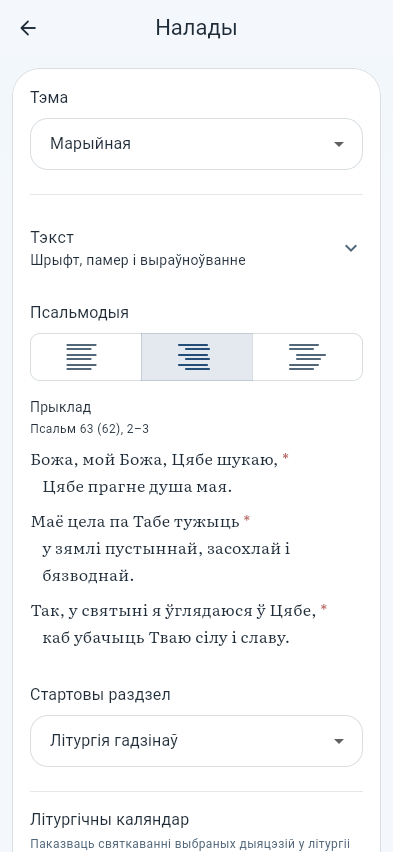 Налады
Тэма
Марыйная
Тэкст
Шрыфт, памер і выраўноўванне
Псальмодыя
Прыклад
Псальм 63 (62), 2–3
Божа, мой Божа, Цябе шукаю, *
Цябе прагне душа мая.
Маё цела па Табе тужыць *
у зямлі пустыннай, засохлай і
бязводнай.
Так, у святыні я ўглядаюся ў Цябе, *
каб убачыць Тваю сілу і славу.
Стартовы раздзел
Літургія гадзінаў
Літургічны каляндар
Паказваць святкаванні выбраных дыяцэзій у літургіі